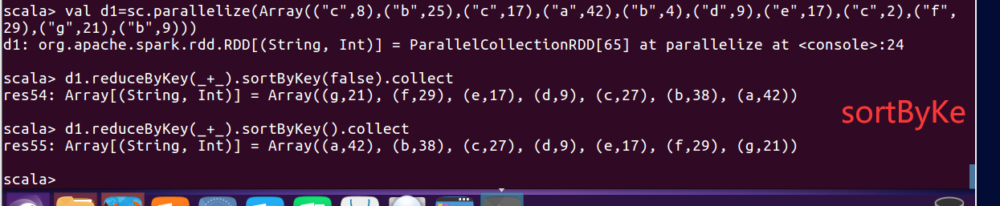 scala> val d1=sc.parallelize(Array(("c",8),("b",25),("c",17),("a",42),("b",4),("d",9),("e",17),("c",2),("f",
29),("g",21),("b",9)))
d1: org.apache.spark.rdd.RDD[(String, Int)] = ParallelCollectionRDD[65] at parallelize at <console>:24
scala> d1.reduceByKey(_+_).sortByKey(false).collect
res54: Array[(String, Int)] = Array((g,21), (f,29), (e,17), (d,9), (c,27), (b,38), (a,42))
sortByKe
scala> d1.reduceByKey(_+_).sortByKey().collect
res55: Array[(String, Int)] = Array((a,42), (b,38), (c,27), (d,9), (e,17), (f,29), (g,21))
scala>